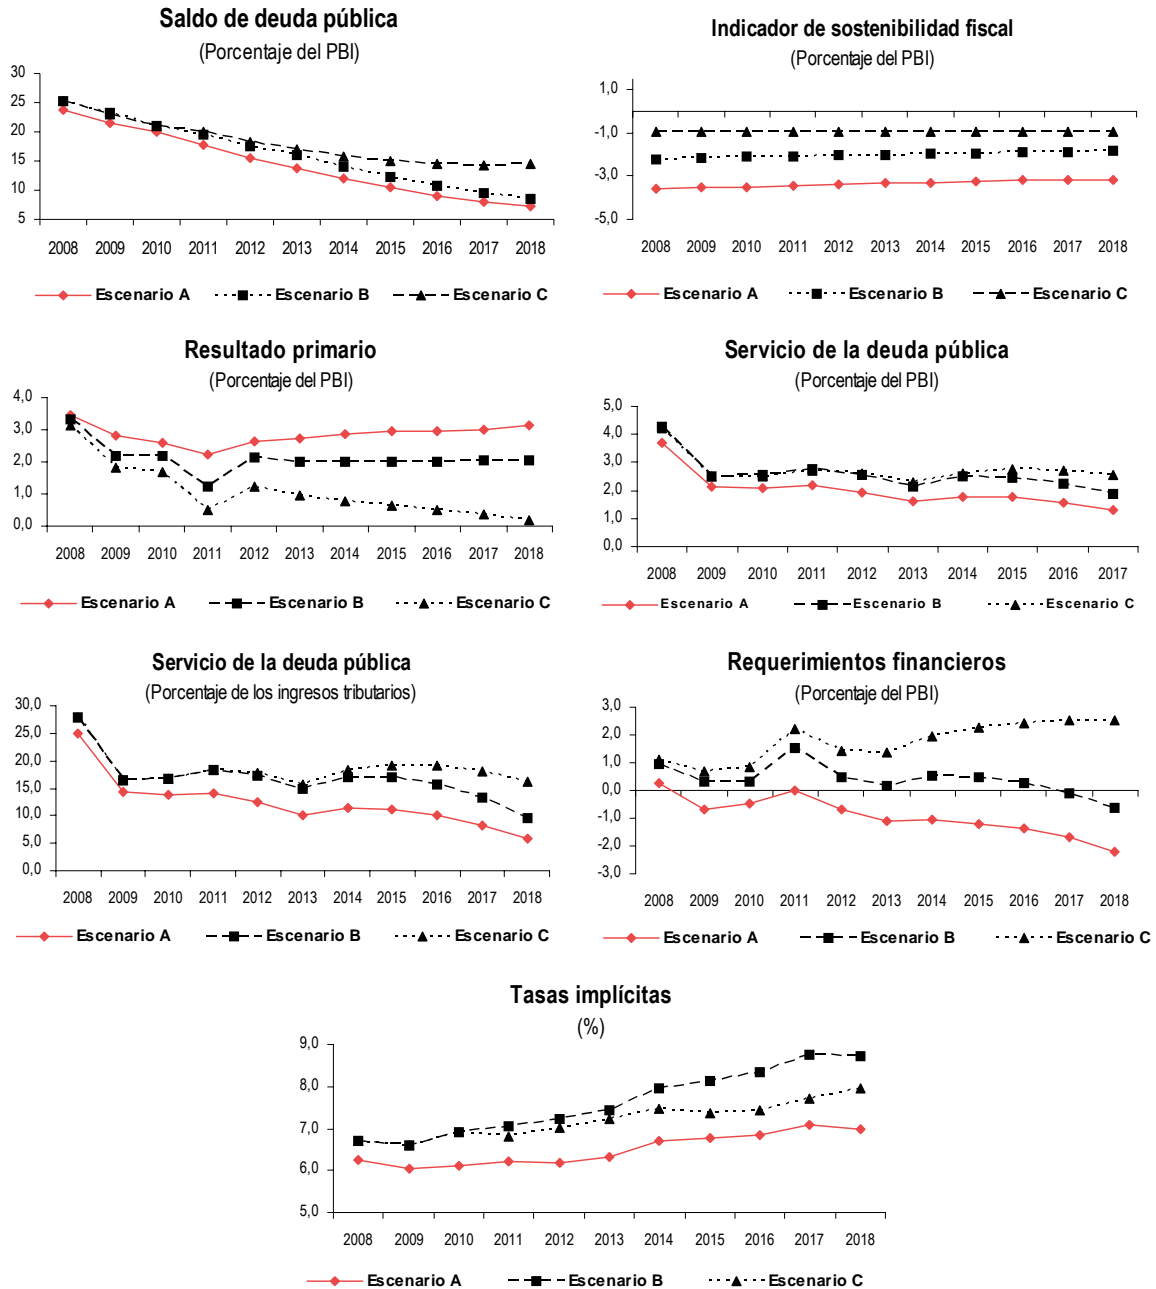 Saldo de deuda pública
(Porcentaje del PBI)
30
25
20
15
10
5
2008 2009 2010 2011 2012 2013 2014 2015 2016 2017 2018
Escenario A Escenario B Escenario C
Indicador de sostenibilidad fiscal
(Porcentaje del PBI)
1,0
-1,0
-3,0
-5,0
2008 2009 2010 2011 2012 2013 2014 2015 2016 2017 2018
Escenario A Escenario B Escenario C
Resultado primario
(Porcentaje del PBI)
4,0
3,0
2,0
1,0
0,0
2008 2009 2010 2011 2012 2013 2014 2015 2016 2017 2018
Escenario A Escenario B Escenario C
Servicio de la deuda pública
(Porcentaje del PBI)
5,0
4,0
3,0
2,0
1,0
0,0
2008 2009 2010 2011 2012 2013 2014 2015 2016 2017
Escenario A Escenario B Escenario C
Servicio de la deuda pública
(Porcentaje de los ingresos tributarios)
30,0
25,0
20,0
15,0
10,0
5,0
0,0
2008 2009 2010 2011 2012 2013 2014 2015 2016 2017 2018
Escenario A Escenario B Escenario C
Requerimientos financieros
(Porcentaje del PBI)
3,0
2,0
1,0
0,0
-1,0
-2,0
-3,0
2008 2009 2010 2011 2012 2013 2014 2015 2016 2017 2018
Escenario A Escenario B Escenario C
Tasas implícitas
(%)
9,0
8,0
7,0
6,0
5,0
2008 2009 2010 2011 2012 2013 2014 2015 2016 2017 2018
Escenario A Escenario B Escenario C